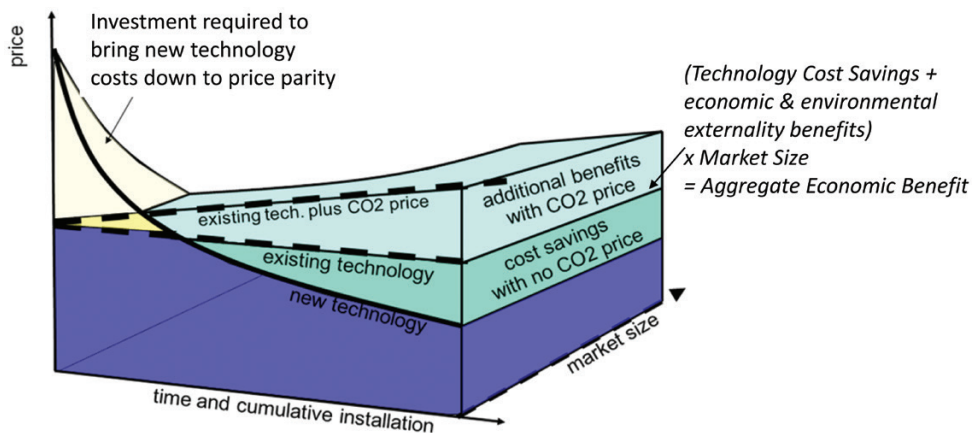 price
Investment required to
bring new technology
costs down to price parity
(Technology Cost Savings +
economic & environmental
externality benefits)
x Market Size
= Aggregate Economic Benefit
existing tech. plus CO2 price
additional benefits
with CO2 price
existing technology
cost savings
with no CO2 price
new technology
market size
time and cumulative installation